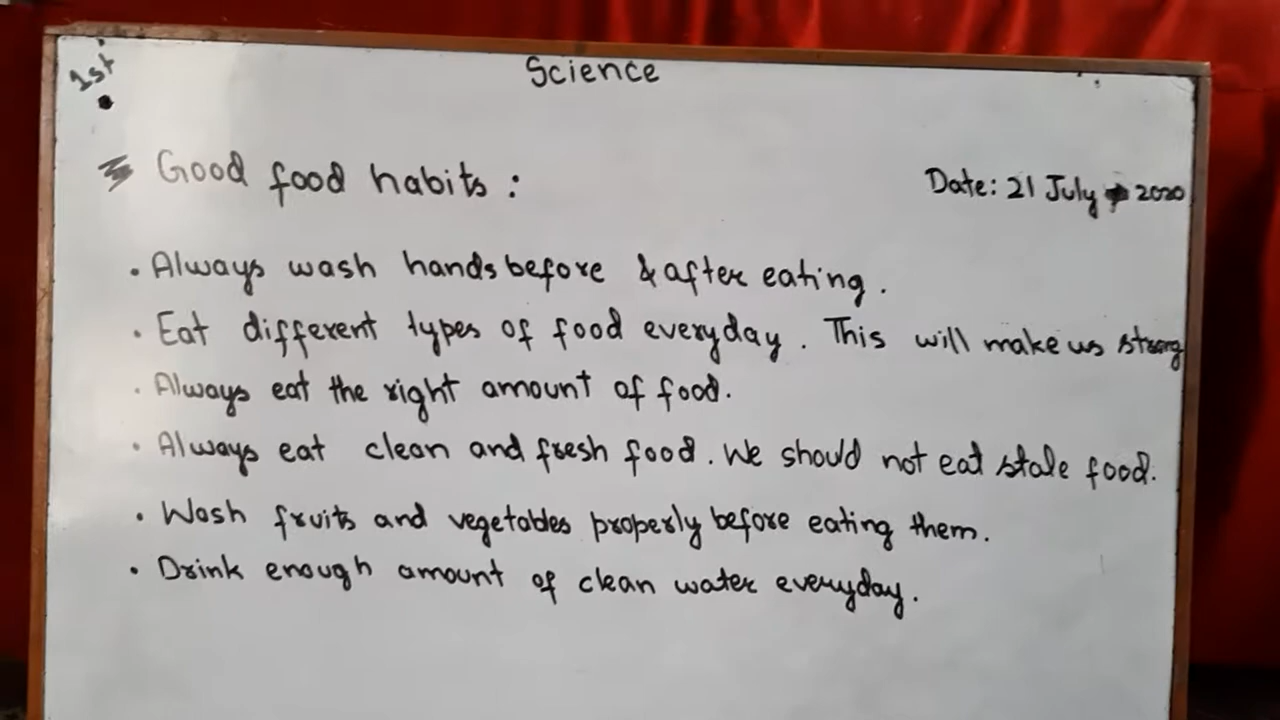 1st
Science
Good food habits :
Date: 21 July 2020
• Always wash hands before & after eating.
• Eat different types of food everyday. This will make us strong
• Always eat the right amount of food.
• Always eat clean and fresh food. We should not eat stale food.
• Wash fruits and vegetables properly before eating them.
• Drink enough amount of clean water everyday.